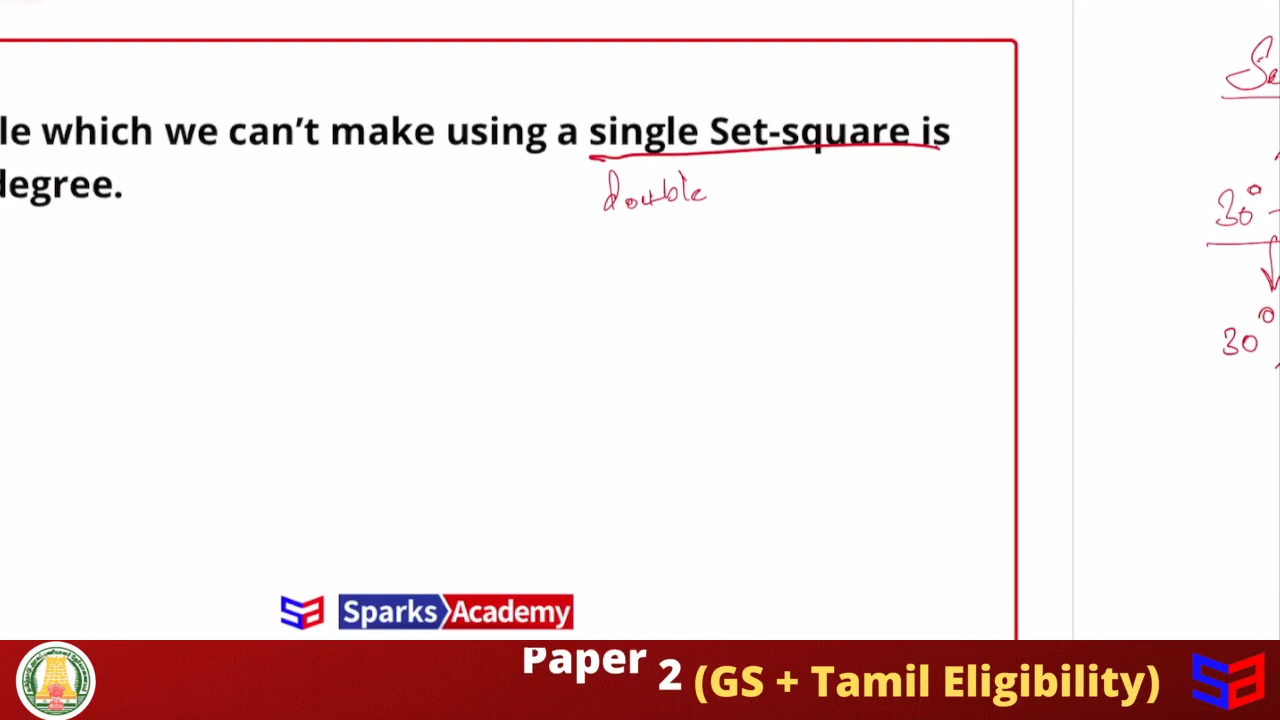 le which we can’t make using a single Set-square is
degree.
double
Se
30° -
30°
Sparks Academy
Paper 2 (GS + Tamil Eligibility)